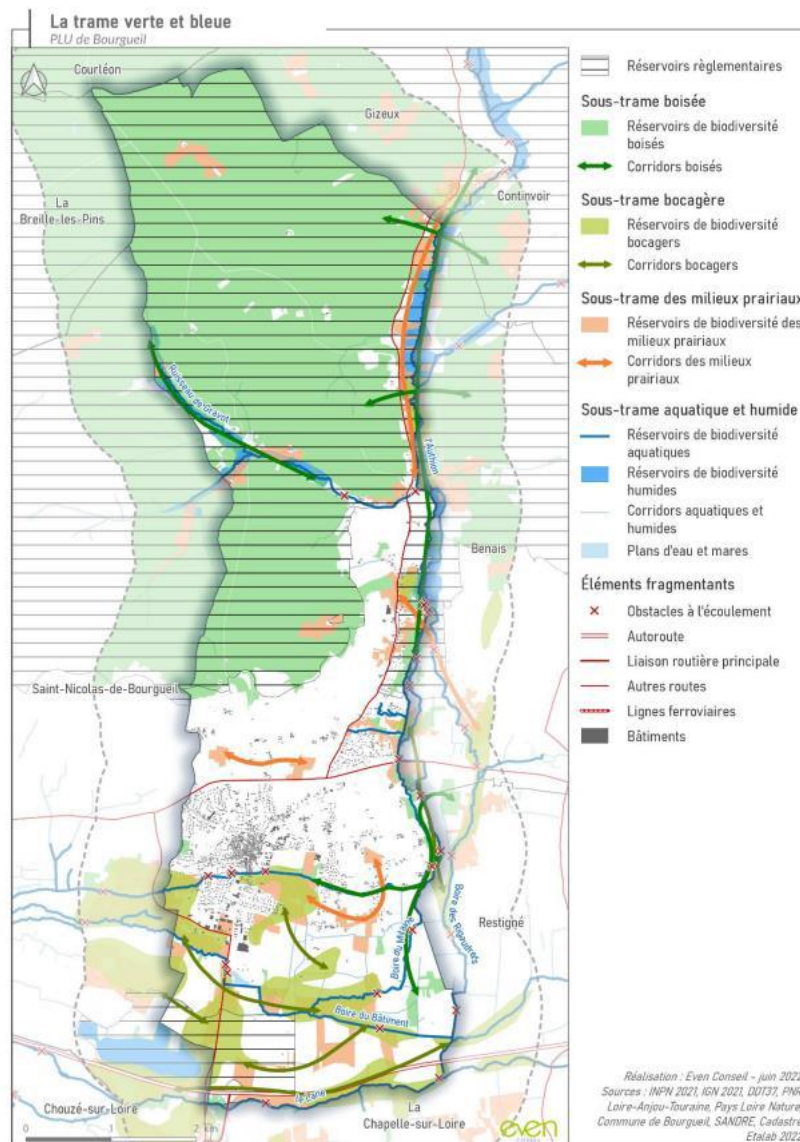 La trame verte et bleue
PLU de Bourgueil
Courléon
Gizeux
Continvoir
La
Breille-les-Pins
Ruisseau de Gravot
l'Authion
Benais
Saint-Nicolas-de-Bourgueil
Restigné
Boire des Rigaudrets
Boire du Mitaine
Boire du Bâtiment
le Lane
Chouzé-sur-Loire
La
Chapelle-sur-Loire
0 1 2 km
even
CONSEIL
Réservoirs règlementaires
Sous-trame boisée
Réservoirs de biodiversité
boisés
Corridors boisés
Sous-trame bocagère
Réservoirs de biodiversité
bocagers
Corridors bocagers
Sous-trame des milieux prairiaux
Réservoirs de biodiversité des
milieux prairiaux
Corridors des milieux
prairiaux
Sous-trame aquatique et humide
Réservoirs de biodiversité
aquatiques
Réservoirs de biodiversité
humides
Corridors aquatiques et
humides
Plans d'eau et mares
Éléments fragmentants
Obstacles à l'écoulement
Autoroute
Liaison routière principale
Autres routes
Lignes ferroviaires
Bâtiments
Réalisation : Even Conseil - juin 2022
Sources : INPN 2021, IGN 2021, DDT37, PNR
Loire-Anjou-Touraine, Pays Loire Nature,
Commune de Bourgueil, SANDRE, Cadastre
Etalab 2021